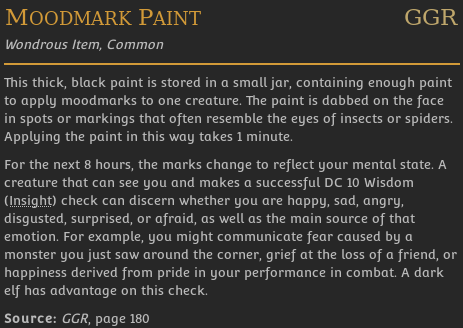 Moodmark Paint GGR
Wondrous Item, Common
This thick, black paint is stored in a small jar, containing enough paint
to apply moodmarks to one creature. The paint is dabbed on the face
in spots or markings that often resemble the eyes of insects or spiders.
Applying the paint in this way takes 1 minute.
For the next 8 hours, the marks change to reflect your mental state. A
creature that can see you and makes a successful DC 10 Wisdom
(Insight) check can discern whether you are happy, sad, angry,
disgusted, surprised, or afraid, as well as the main source of that
emotion. For example, you might communicate fear caused by a
monster you just saw around the corner, grief at the loss of a friend, or
happiness derived from pride in your performance in combat. A dark
elf has advantage on this check.
Source: GGR, page 180